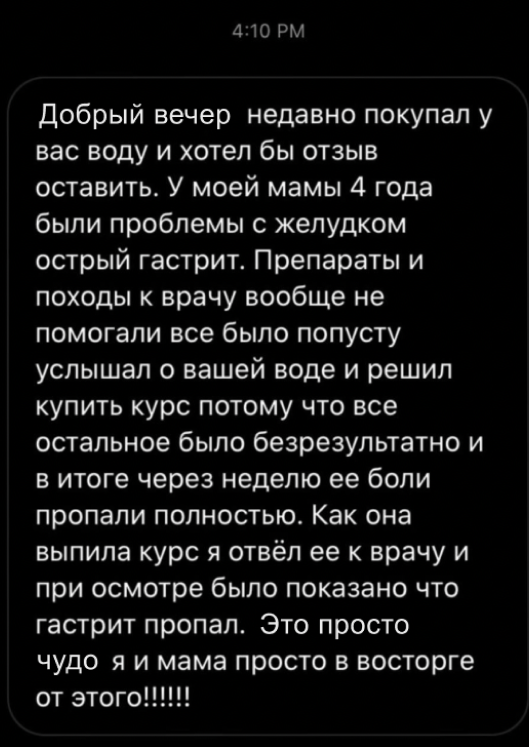 4:10 PM
Добрый вечер недавно покупал у
вас воду и хотел бы отзыв
оставить. У моей мамы 4 года
были проблемы с желудком
острый гастрит. Препараты и
походы к врачу вообще не
помогали все было попусту
услышал о вашей воде и решил
купить курс потому что все
остальное было безрезультатно и
в итоге через неделю ее боли
пропали полностью. Как она
выпила курс я отвёл ее к врачу и
при осмотре было показано что
гастрит пропал. Это просто
чудо я и мама просто в восторге
от этого!!!!!!